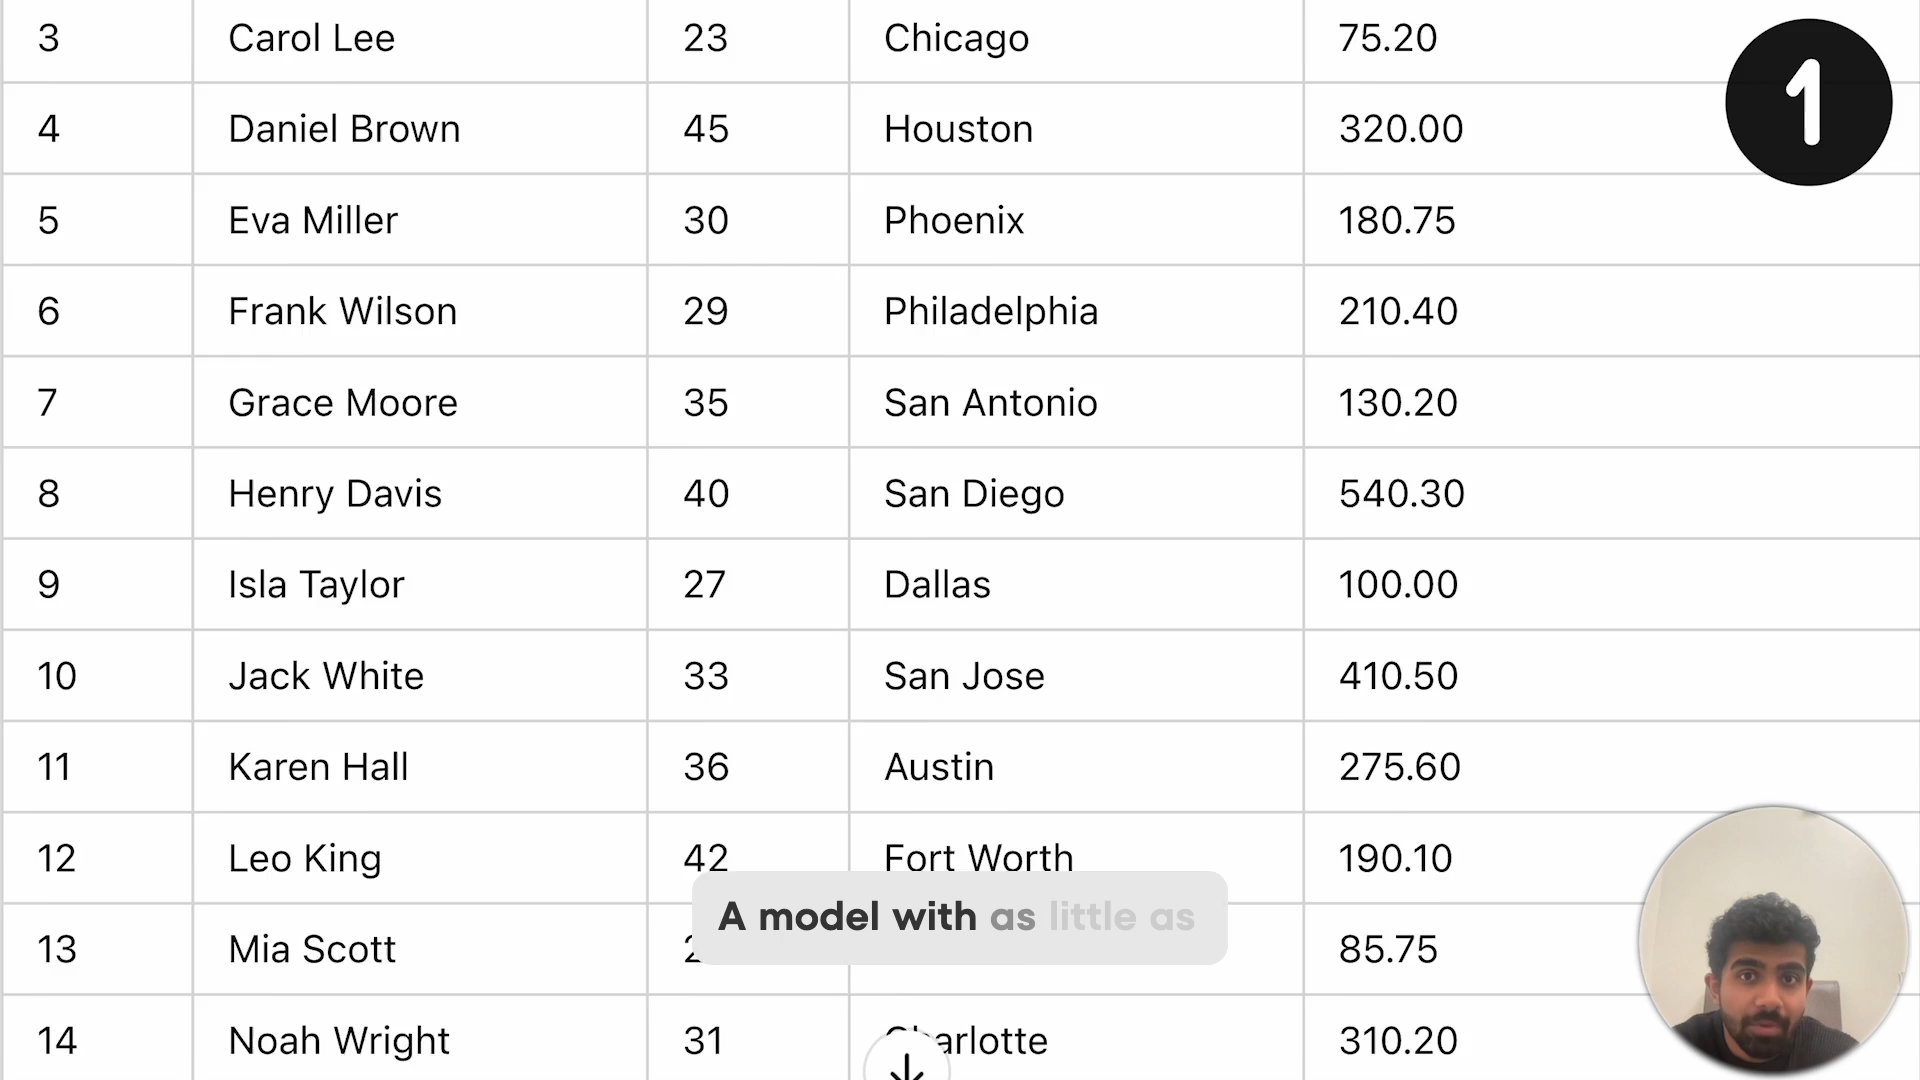 3 Carol Lee 23 Chicago 75.20
1
4 Daniel Brown 45 Houston 320.00
5 Eva Miller 30 Phoenix 180.75
6 Frank Wilson 29 Philadelphia 210.40
7 Grace Moore 35 San Antonio 130.20
8 Henry Davis 40 San Diego 540.30
9 Isla Taylor 27 Dallas 100.00
10 Jack White 33 San Jose 410.50
11 Karen Hall 36 Austin 275.60
12 Leo King 42 Fort Worth 190.10
A model with as little as
13 Mia Scott 85.75
14 Noah Wright 31 Charlotte 310.20